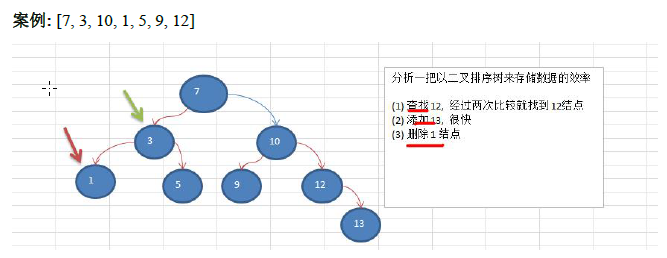 案例: [7, 3, 10, 1, 5, 9, 12]
7
3
10
1
5
9
12
13
分析一把以二叉排序树来存储数据的效率
(1) 查找12, 经过两次比较就找到 12结点
(2) 添加13, 很快
(3) 删除 1 结点